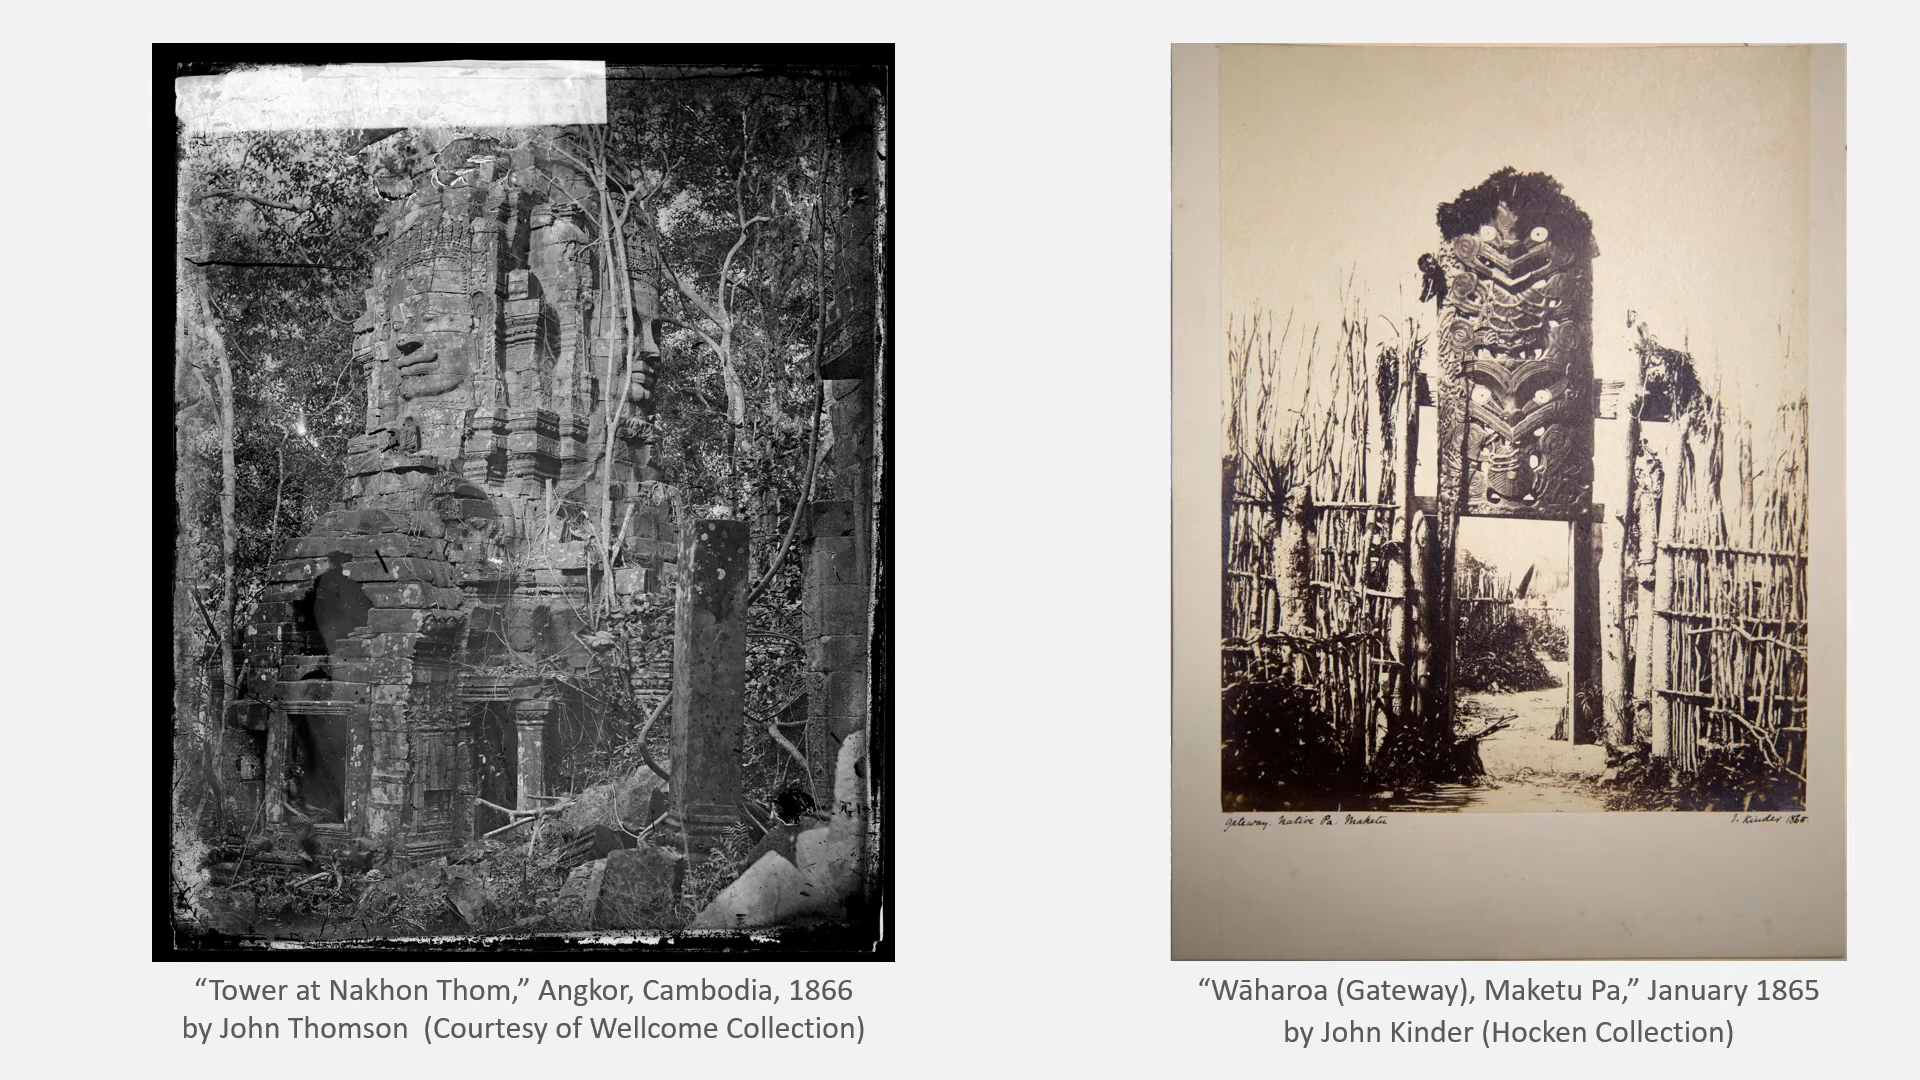 gateway. Native Pa. Maketu
J. Kinder 1865.
“Tower at Nakhon Thom,” Angkor, Cambodia, 1866
by John Thomson (Courtesy of Wellcome Collection)
“Wāharoa (Gateway), Maketu Pa,” January 1865
by John Kinder (Hocken Collection)